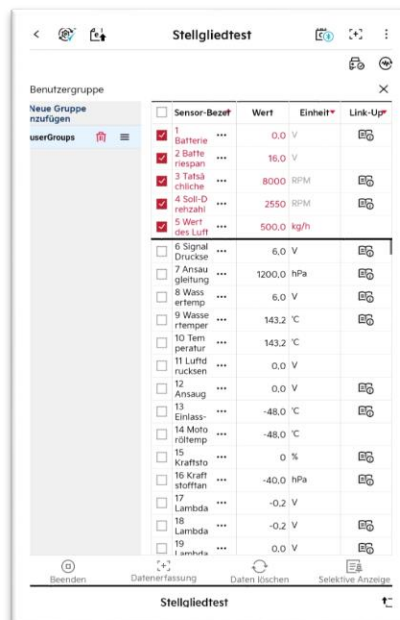 Stellgliedtest
Benutzergruppe
Neue Gruppe
nzufügen
Sensor-Bezei
Wert
Einheit
Link-Up
userGroups
1
Batterie
... 0,0 V
2 Batte
riespan
... 16,0 V
3 Tatsä
chliche
... 8000 RPM
4 Soll-D
rehzahl
... 2550 RPM
5 Wert
des Luft
... 500,0 kg/h
6 Signal
Druckse
... 6,0 V
7 Ansau
gleitung
... 1200,0 hPa
8 Wass
ertemp
... 6,0 V
9 Wasse
rtemper
... 143,2 ℃
10 Tem
peratur
... 143,2 ℃
11 Luftd
rucksen
... 0,0 V
12
Ansaug
... 0,0 V
13
Einlass-
... -48,0 ℃
14 Moto
röltemp
... -48,0 ℃
15
Kraftsto
... 0 %
16 Kraft
stofftan
... -40,0 hPa
17
Lambda
... -0,2 V
18
Lambda
... -0,2 V
19
Lambda
... 0,0 V
Beenden
Datenerfassung
Daten löschen
Selektive Anzeige
Stellgliedtest